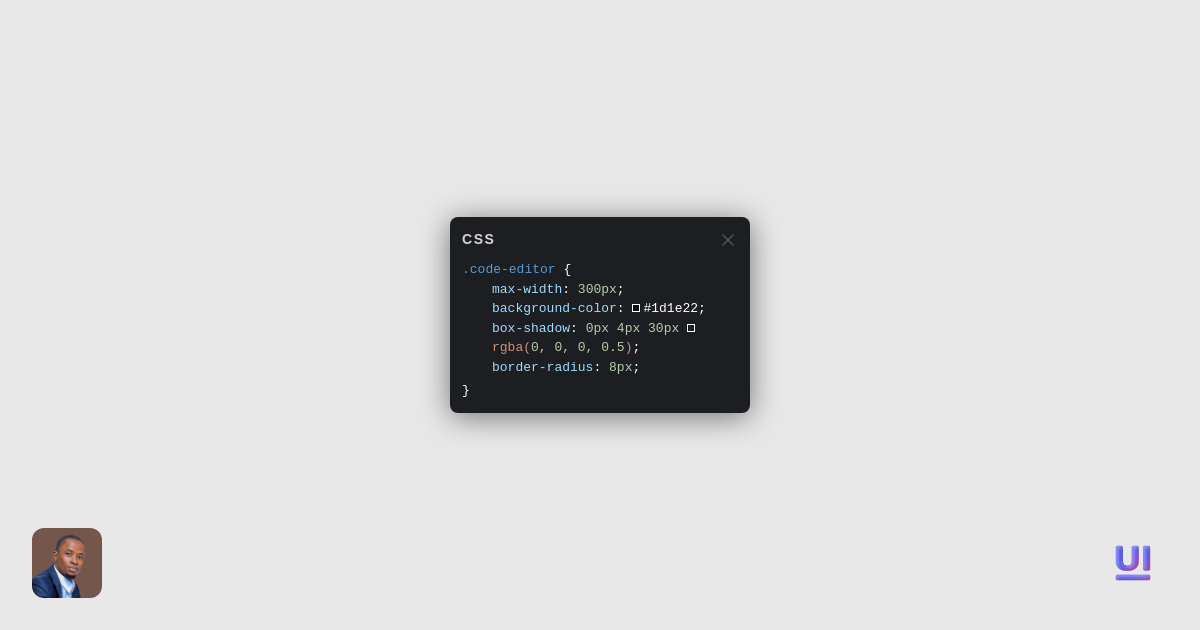 CSS
.code-editor {
max-width: 300px;
background-color: #1d1e22;
box-shadow: 0px 4px 30px
rgba(0, 0, 0, 0.5);
border-radius: 8px;
}
UI